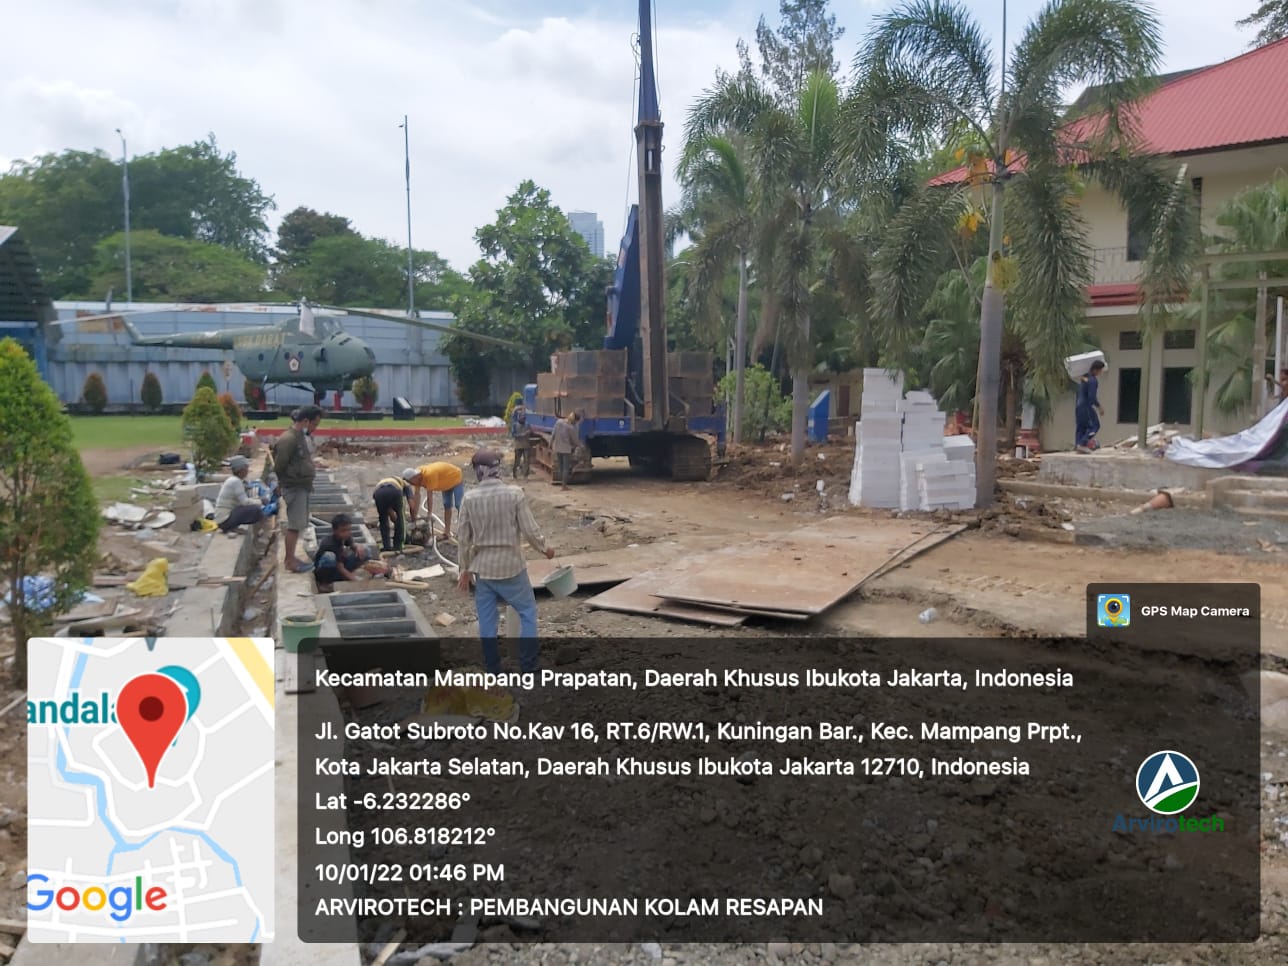 GPS Map Camera
Kecamatan Mampang Prapatan, Daerah Khusus Ibukota Jakarta, Indonesia
Jl. Gatot Subroto No.Kav 16, RT.6/RW.1, Kuningan Bar., Kec. Mampang Prpt.,
Kota Jakarta Selatan, Daerah Khusus Ibukota Jakarta 12710, Indonesia
Lat -6.232286°
Long 106.818212°
10/01/22 01:46 PM
ARVIROTECH : PEMBANGUNAN KOLAM RESAPAN
andala
Google
Arvirotech